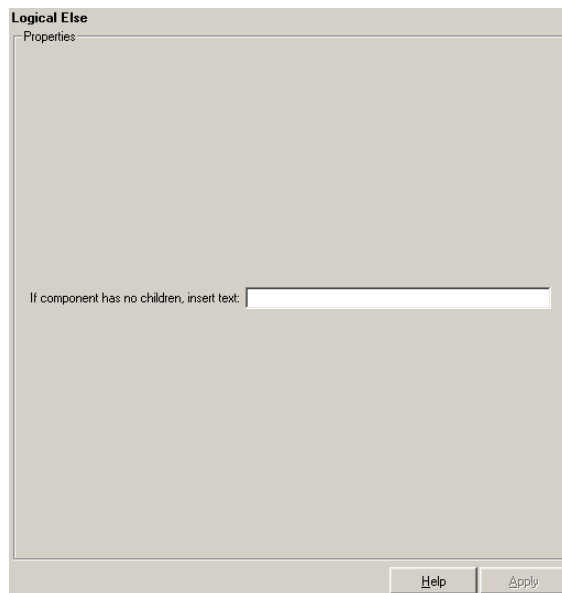 Logical Else
Properties
If component has no children, insert text:
Help
Apply